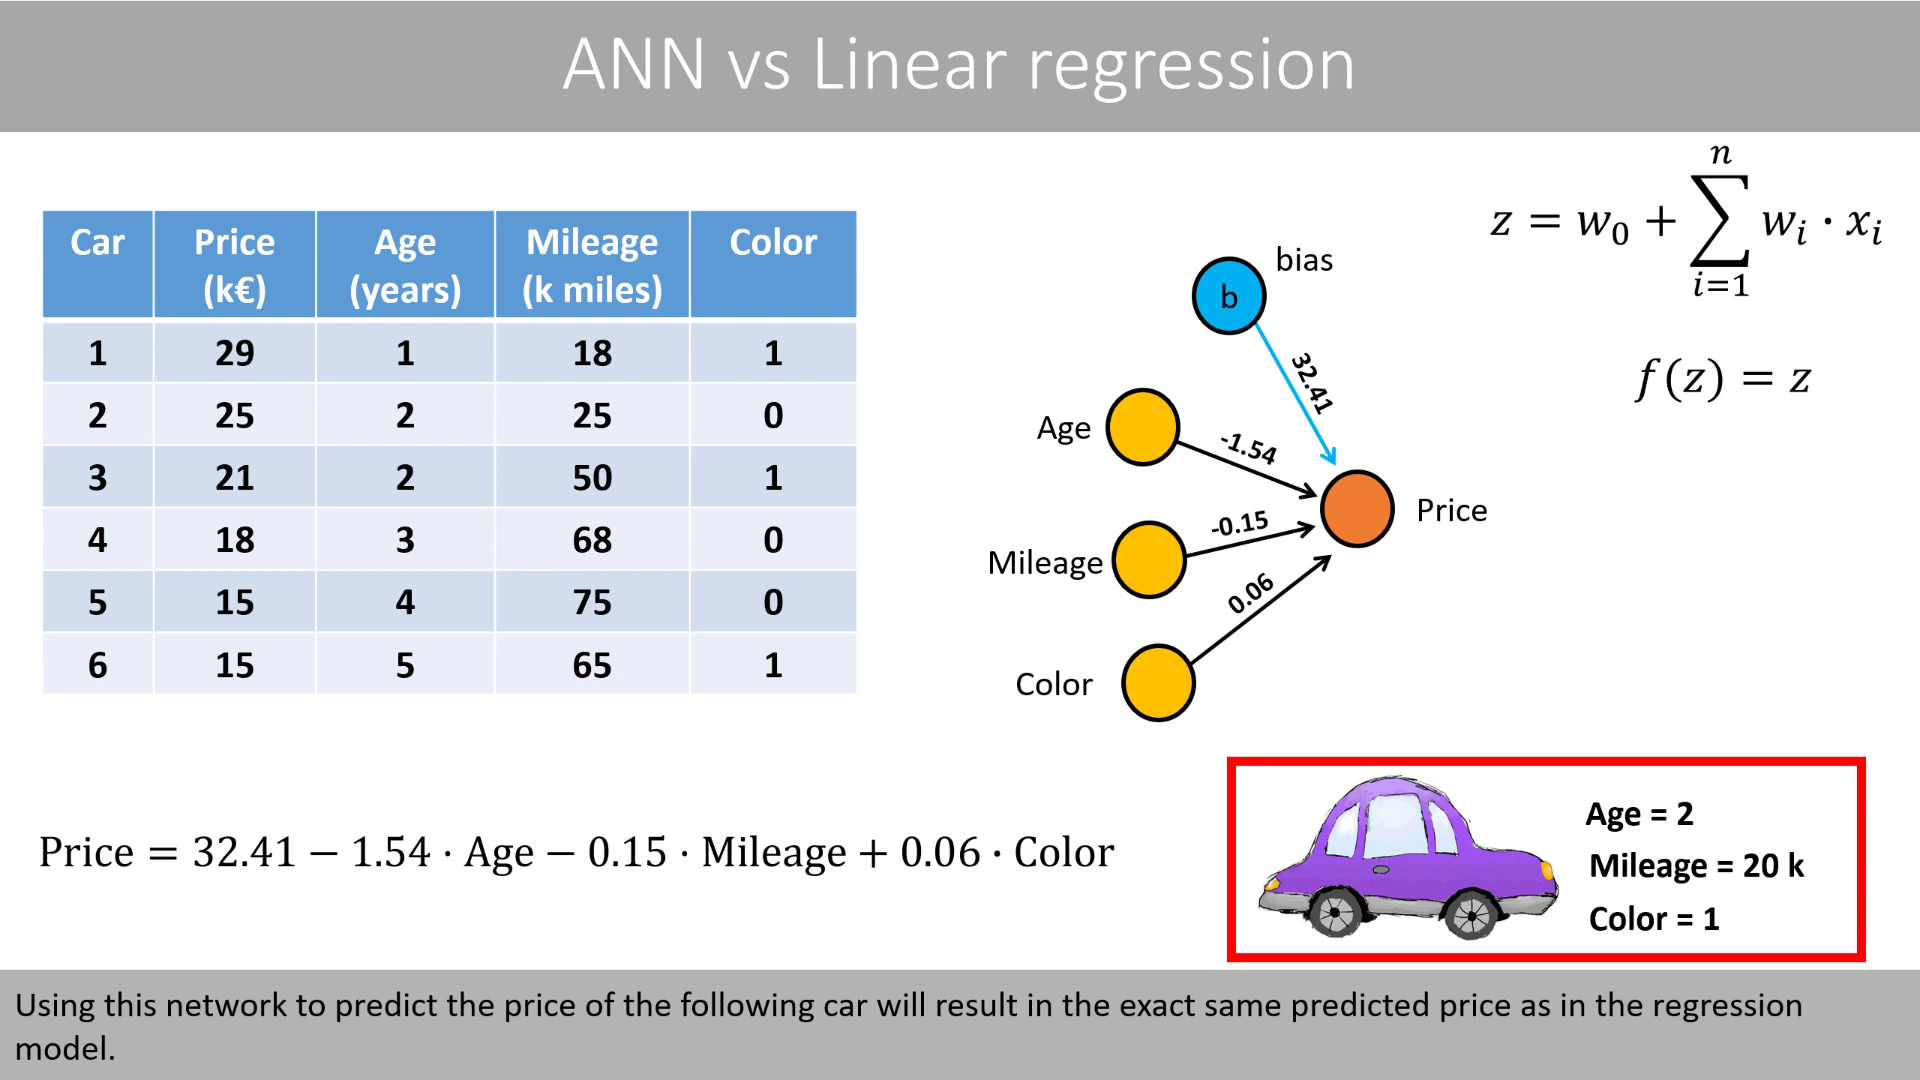 ANN vs Linear regression
Car Price (k€) Age (years) Mileage (k miles) Color
1 29 1 18 1
2 25 2 25 0
3 21 2 50 1
4 18 3 68 0
5 15 4 75 0
6 15 5 65 1
z = w₀ + ∑ⁿᵢ₌₁ wᵢ · xᵢ
f(z) = z
bias
b
32.41
Age
-1.54
Mileage
-0.15
Price
Color
0.06
Price = 32.41 − 1.54 · Age − 0.15 · Mileage + 0.06 · Color
Age = 2
Mileage = 20 k
Color = 1
Using this network to predict the price of the following car will result in the exact same predicted price as in the regression
model.